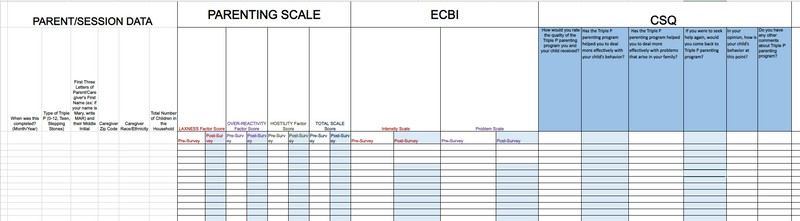 PARENT/SESSION DATA
PARENTING SCALE
ECBI
CSQ
When was this
completed?
(Month/Year)
Type of Triple
P (0-12, Teen,
Stepping
Stones)
First Three
Letters of
Parent/Care
giver's First
Name (ex: if
your name is
Mary, write
MAR) and
their Middle
Initial
Caregiver
Zip Code
Caregiver
Race/Ethnicity
Total Number
of Children in
the
Household
LAXNESS Factor Score
OVER-REACTIVITY
Factor Score
HOSTILITY Factor
Score
TOTAL SCALE
Score
Intensity Scale
Problem Scale
Pre-Survey
Post-Sur
vey
Pre-Surv
ey
Post-Surv
ey
Pre-Surv
ey
Post-Surv
ey
Pre-Surv
ey
Post-Surv
ey
Pre-Survey
Post-Survey
Pre-Survey
Post-Survey
How would you rate
the quality of the
Triple P parenting
program you and
your child received?
Has the Triple P
parenting program
helped you to deal
more effectively with
your child's behavior?
Has the Triple P
parenting program helped
you to deal more
effectively with problems
that arise in your family?
If you were to seek
help again, would
you come back to
Triple P parenting
program?
In your
opinion, how is
your child's
behavior at
this point?
Do you have
any other
comments
about Triple P
parenting
program?